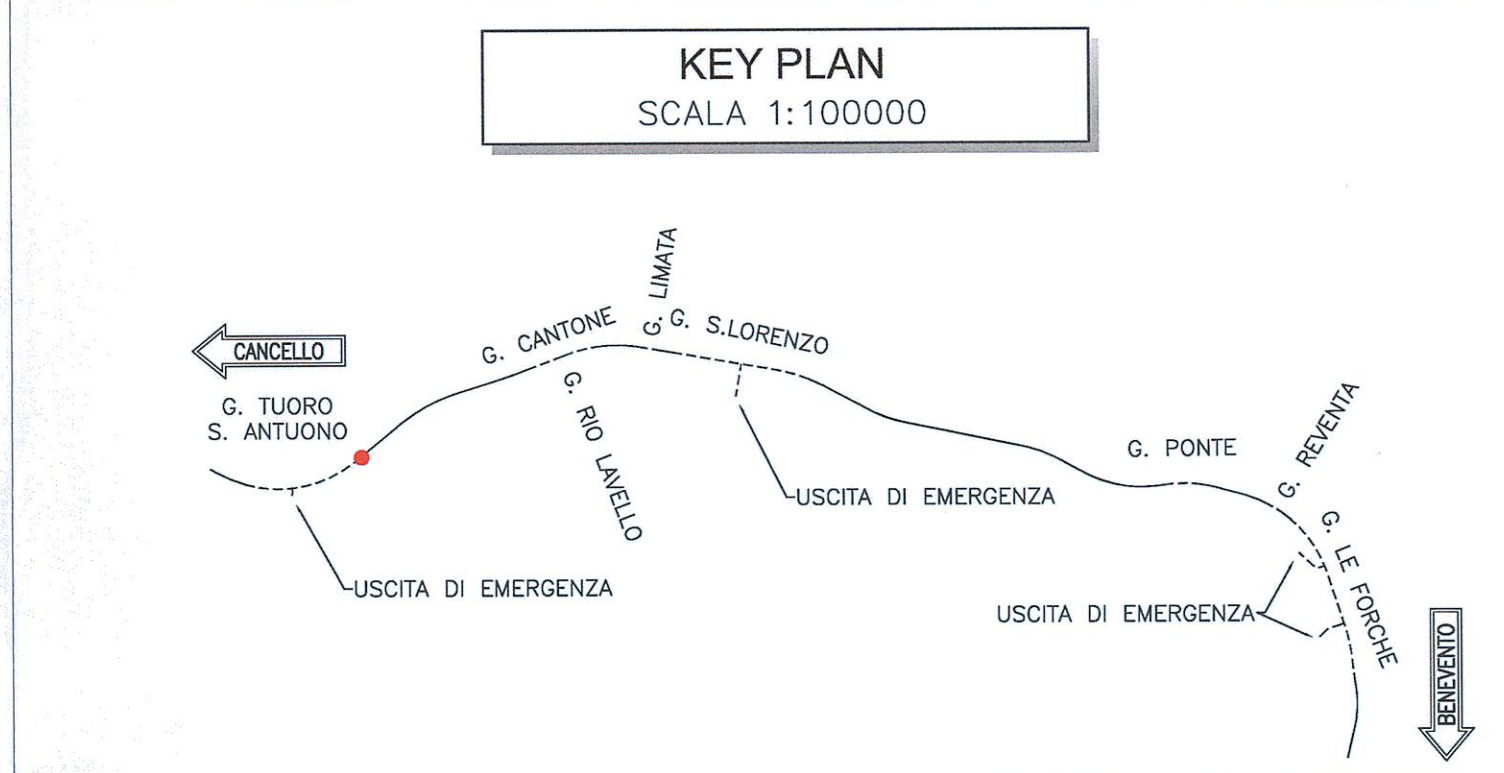 KEY PLAN
SCALA 1:100000
G. LIMATA
G. CANTONE
G. S.LORENZO
CANCELLO
G. TUORO
S. ANTUONO
G. RIO LAVELLO
G. PONTE
G. REVENTA
USCITA DI EMERGENZA
G. LE FORCHE
USCITA DI EMERGENZA
USCITA DI EMERGENZA
BENEVENTO